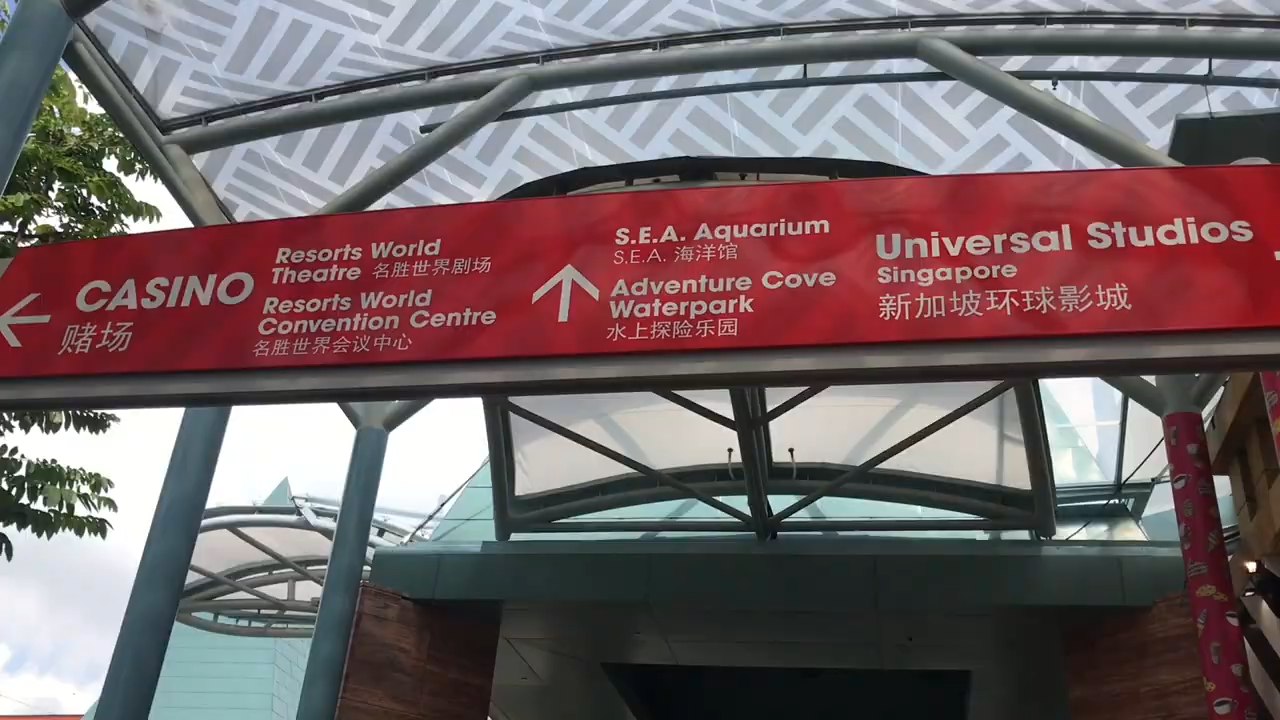 CASINO
赌场
Resorts World
Theatre 名胜世界剧场
Resorts World
Convention Centre
名胜世界会议中心
S.E.A. Aquarium
S.E.A. 海洋馆
Adventure Cove
Waterpark
水上探险乐园
Universal Studios
Singapore
新加坡环球影城